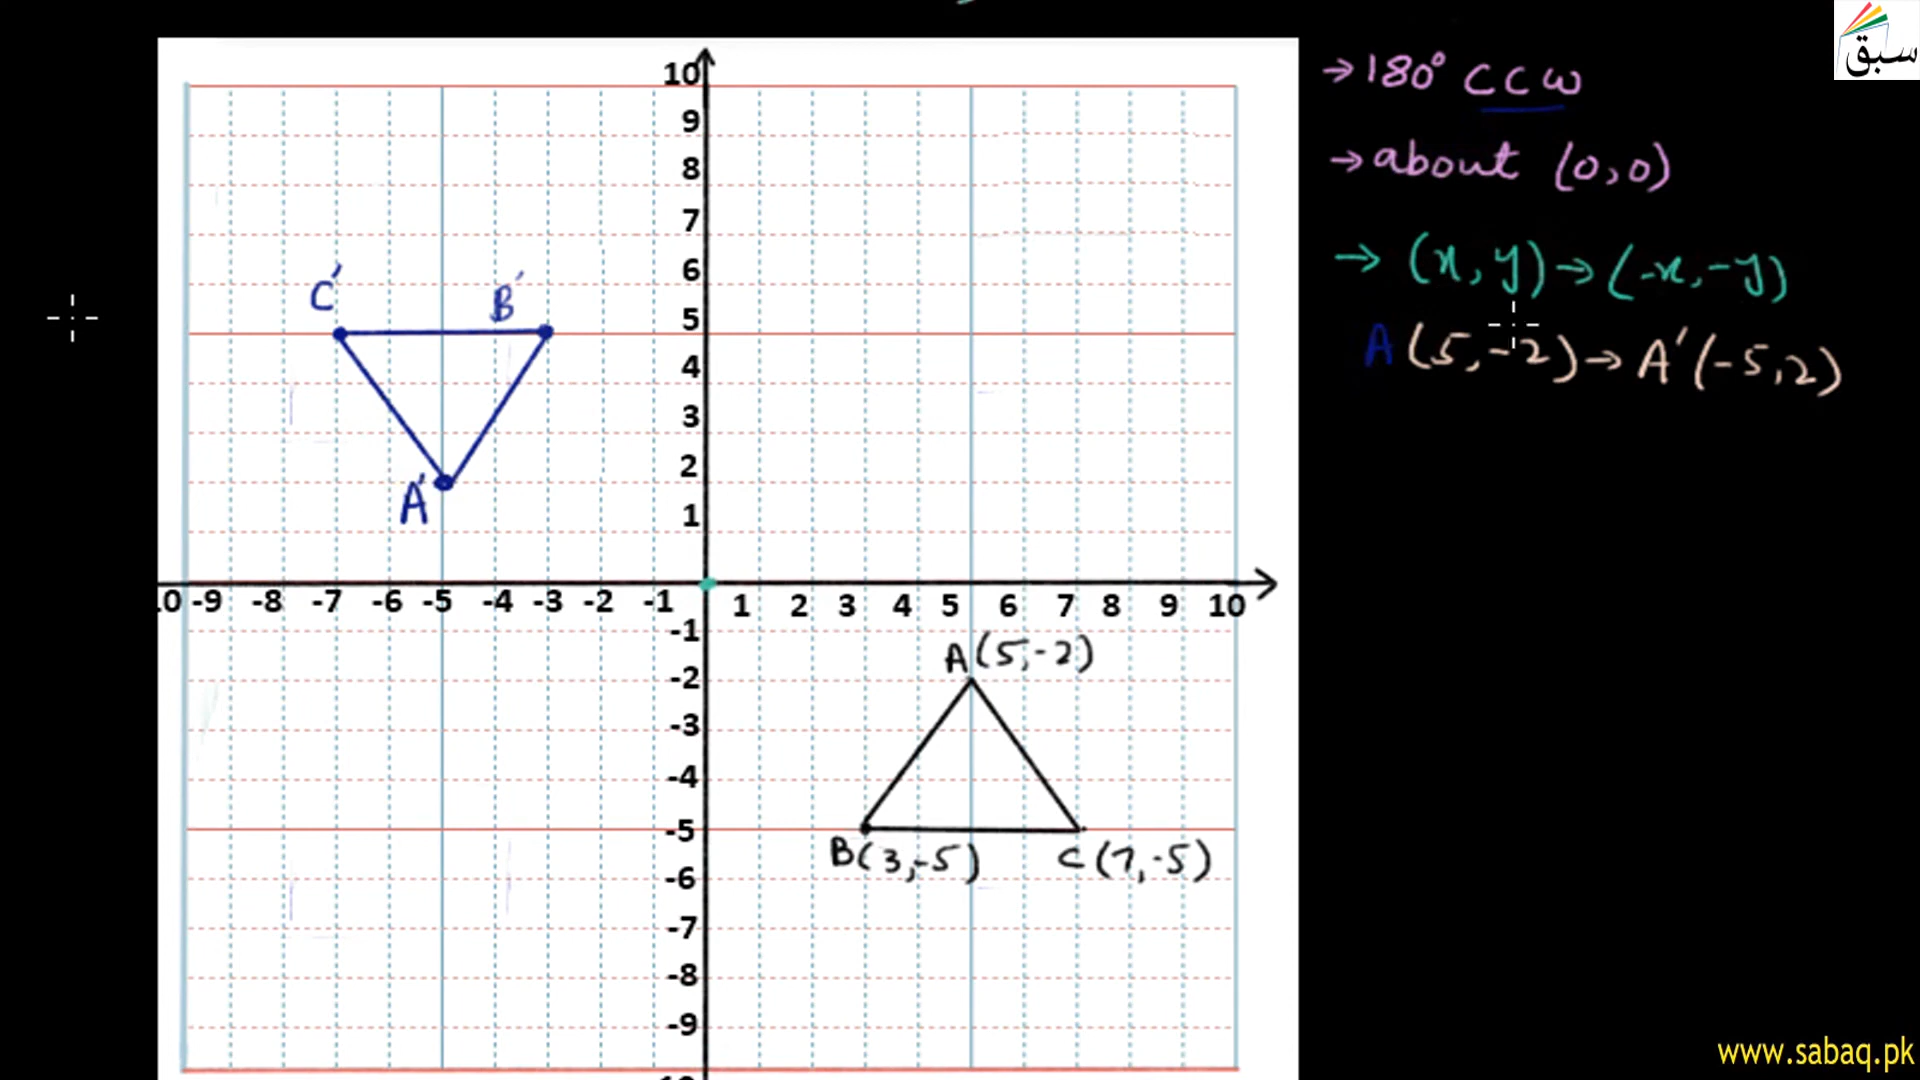 سبق
→ 180° CCW
→ about (0,0)
→ (x, y) → (-x, -y)
A (5, -2) → A' (-5, 2)
10
9
8
7
6
5
4
3
2
1
C'
B'
A'
10 -9 -8 -7 -6 -5 -4 -3 -2 -1 1 2 3 4 5 6 7 8 9 10
-1
-2
-3
-4
-5
-6
-7
-8
-9
A (5, -2)
B (3, -5)
C (7, -5)
www.sabaq.pk